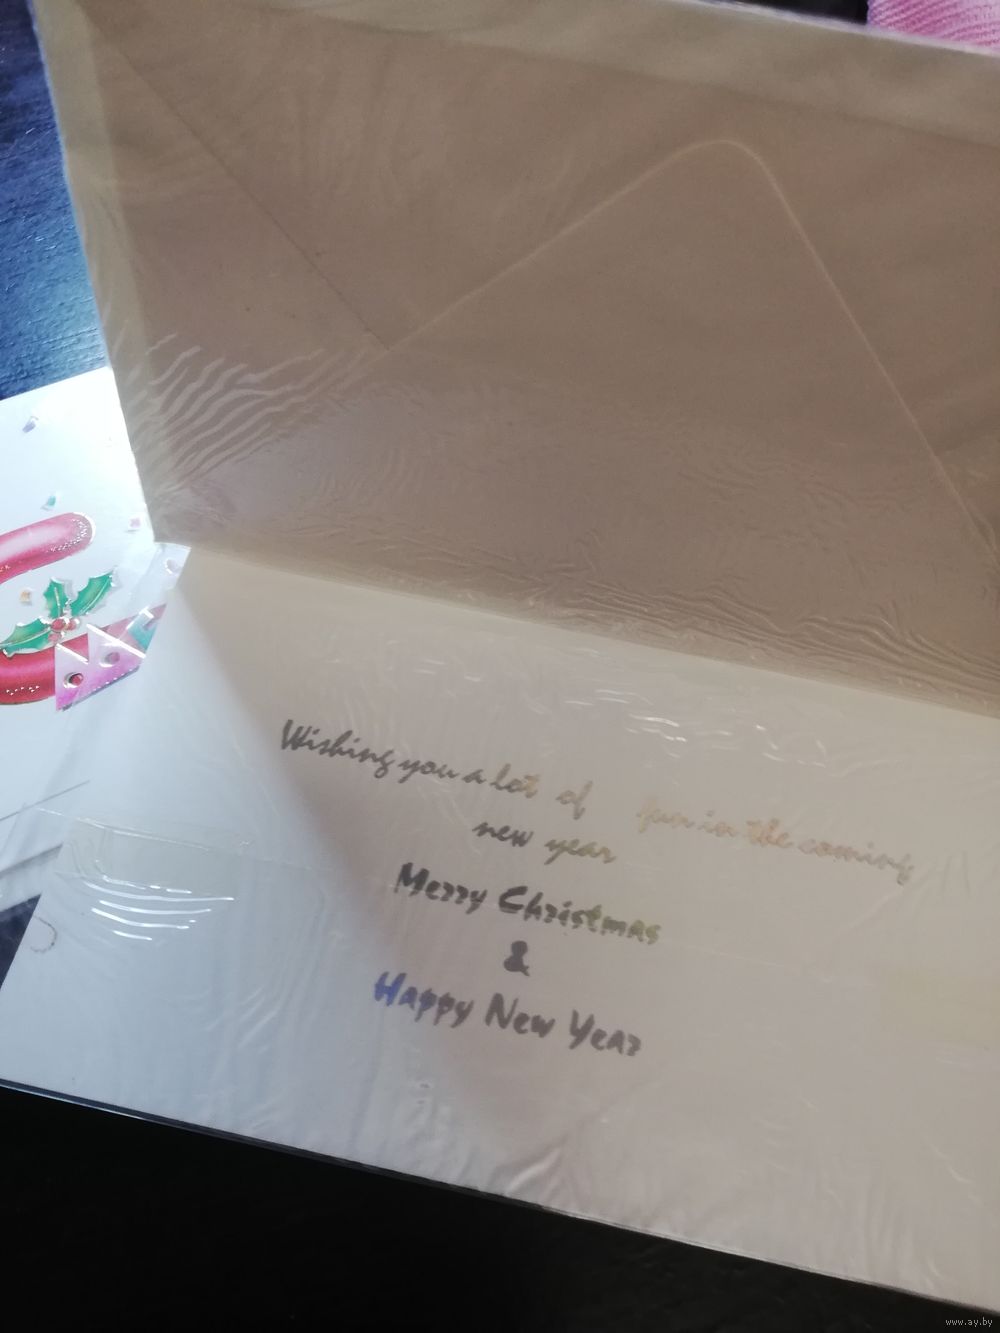 Wishing you a lot of fun in the coming
new year
Merry Christmas
&
Happy New Year
www.ay.by